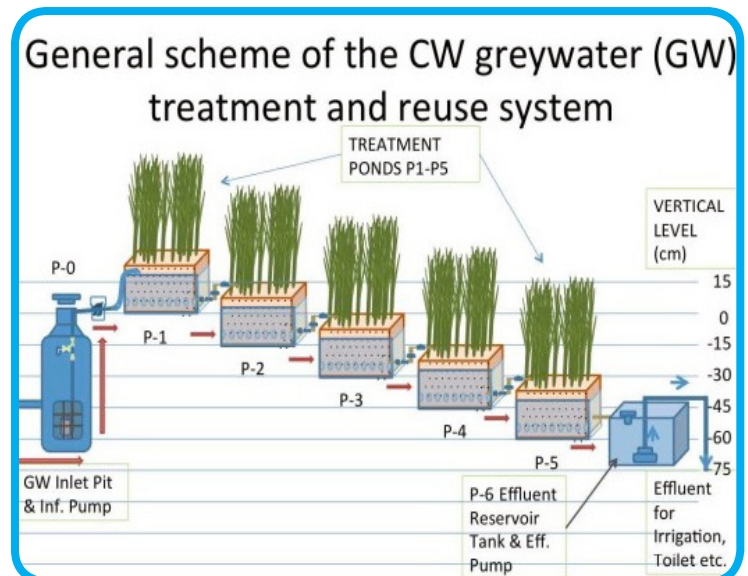 General scheme of the CW greywater (GW)
treatment and reuse system
TREATMENT
PONDS P1-P5
VERTICAL
LEVEL
(cm)
P-0
15
0
-15
-30
-45
-60
75
P-1
P-2
P-3
P-4
P-5
GW Inlet Pit
& Inf. Pump
P-6 Effluent
Reservoir
Tank & Eff.
Pump
Effluent
for
Irrigation,
Toilet etc.